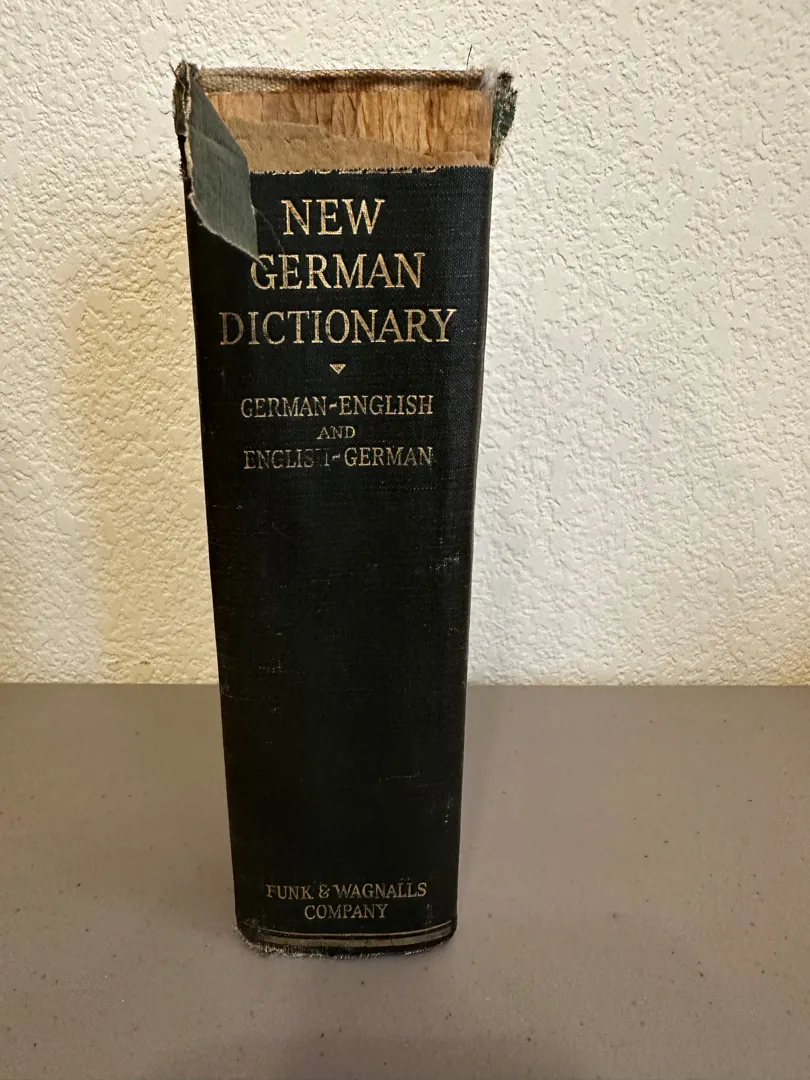 NEW
GERMAN
DICTIONARY
GERMAN-ENGLISH
AND
ENGLISH-GERMAN
FUNK & WAGNALLS
COMPANY